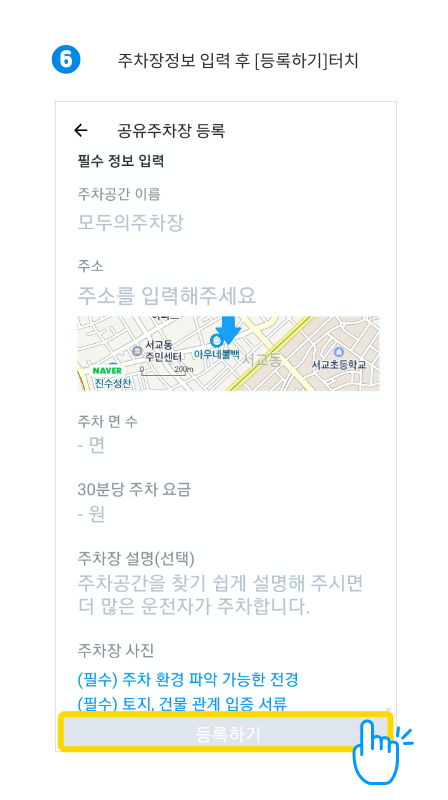 6 주차장정보 입력 후 [등록하기]터치
← 공유주차장 등록
필수 정보 입력
주차공간 이름
모두의주차장
주소
주소를 입력해주세요
서교동
주민센터
아우네불백
서교동
서교초등학교
NAVER
0 200m
진수성찬
주차 면 수
- 면
30분당 주차 요금
- 원
주차장 설명(선택)
주차공간을 찾기 쉽게 설명해 주시면
더 많은 운전자가 주차합니다.
주차장 사진
(필수) 주차 환경 파악 가능한 전경
(필수) 토지, 건물 관계 입증 서류
등록하기